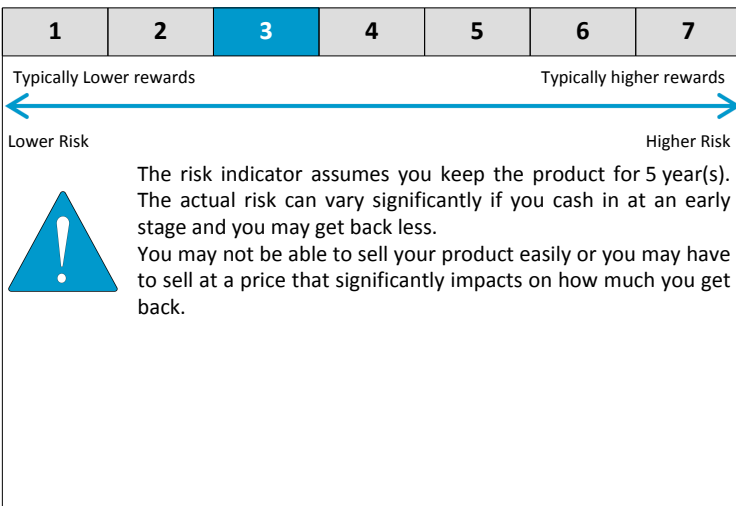 1 2 3 4 5 6 7
Typically Lower rewards Typically higher rewards
Lower Risk Higher Risk
The risk indicator assumes you keep the product for 5 year(s).
The actual risk can vary significantly if you cash in at an early
stage and you may get back less.
You may not be able to sell your product easily or you may have
to sell at a price that significantly impacts on how much you get
back.